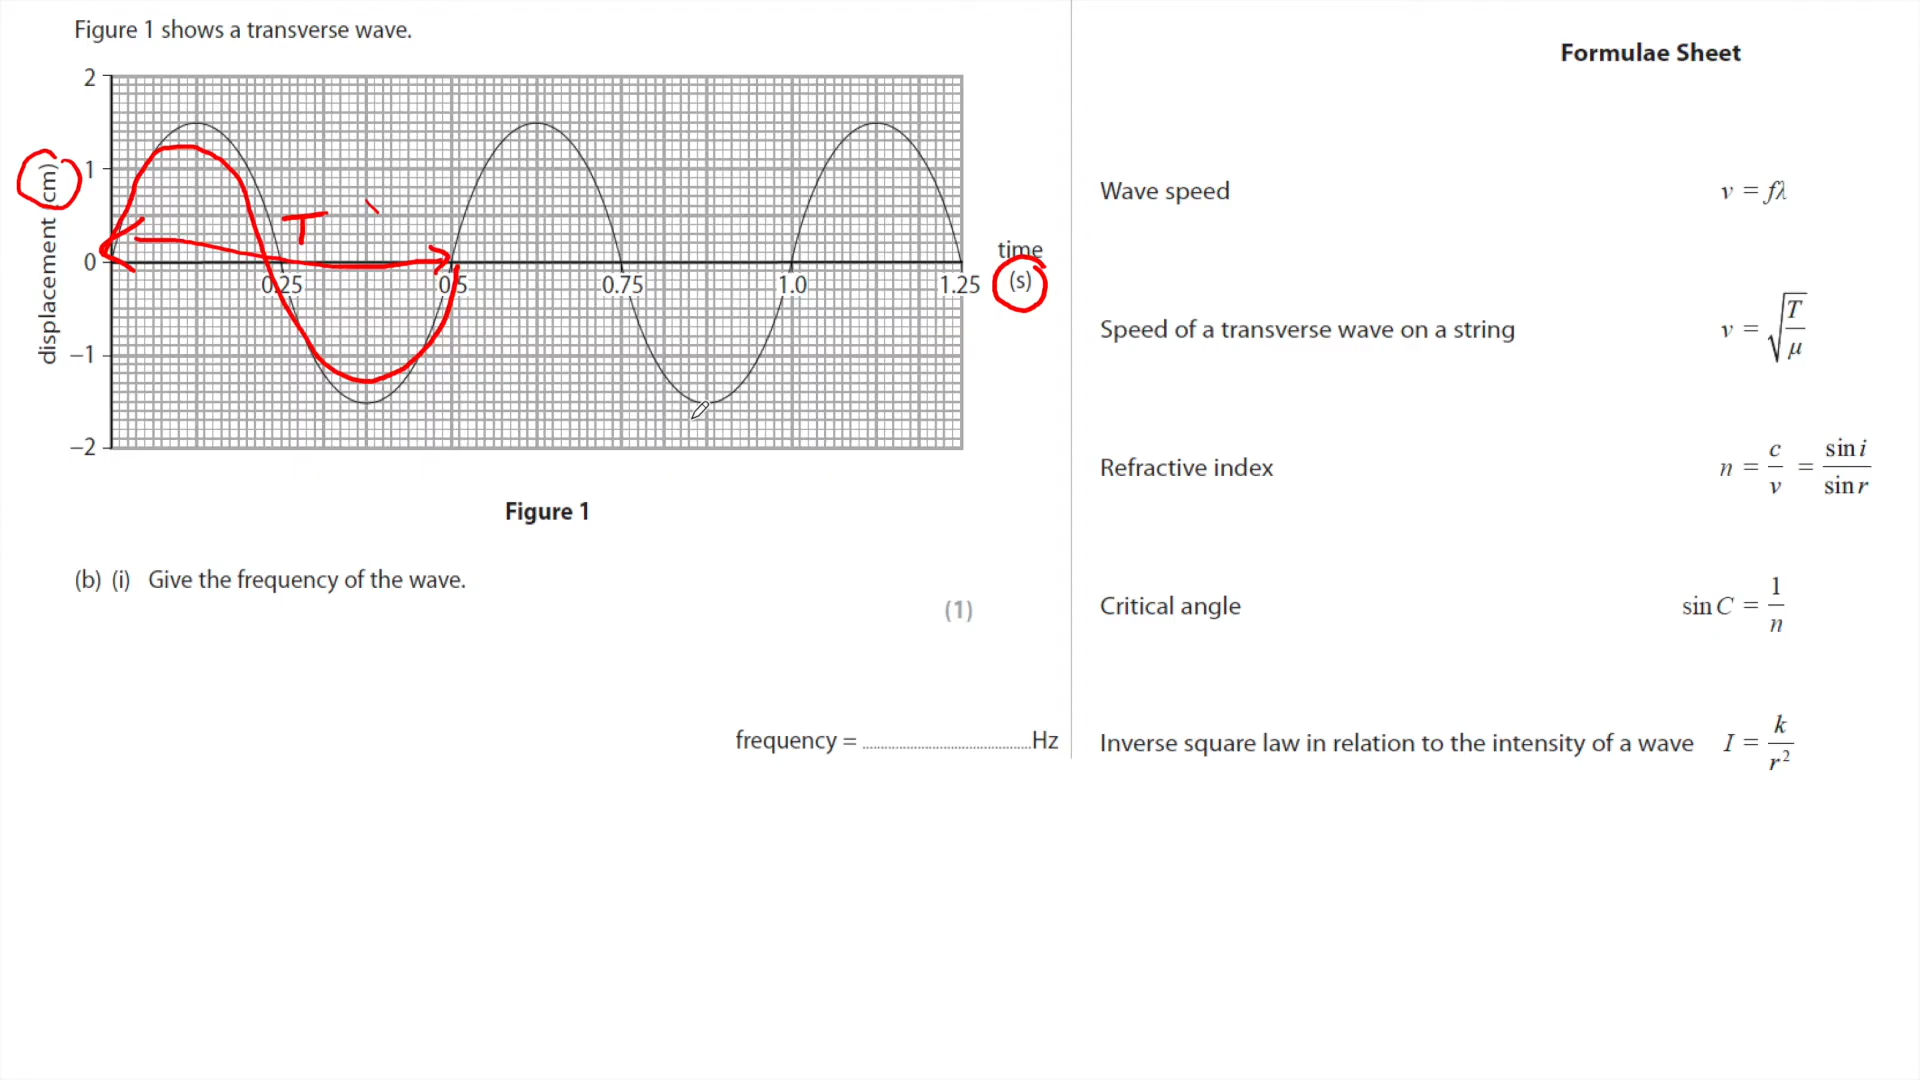 Figure 1 shows a transverse wave.
2
1
0
−1
−2
displacement (cm)
T
0.25
0.5
0.75
1.0
1.25
time
(s)
Figure 1
(b) (i) Give the frequency of the wave.
(1)
frequency = ........................................ Hz
Formulae Sheet
Wave speed v = fλ
Speed of a transverse wave on a string v = √(T/μ)
Refractive index n = c/v = sin i/sin r
Critical angle sin C = 1/n
Inverse square law in relation to the intensity of a wave I = k/r²